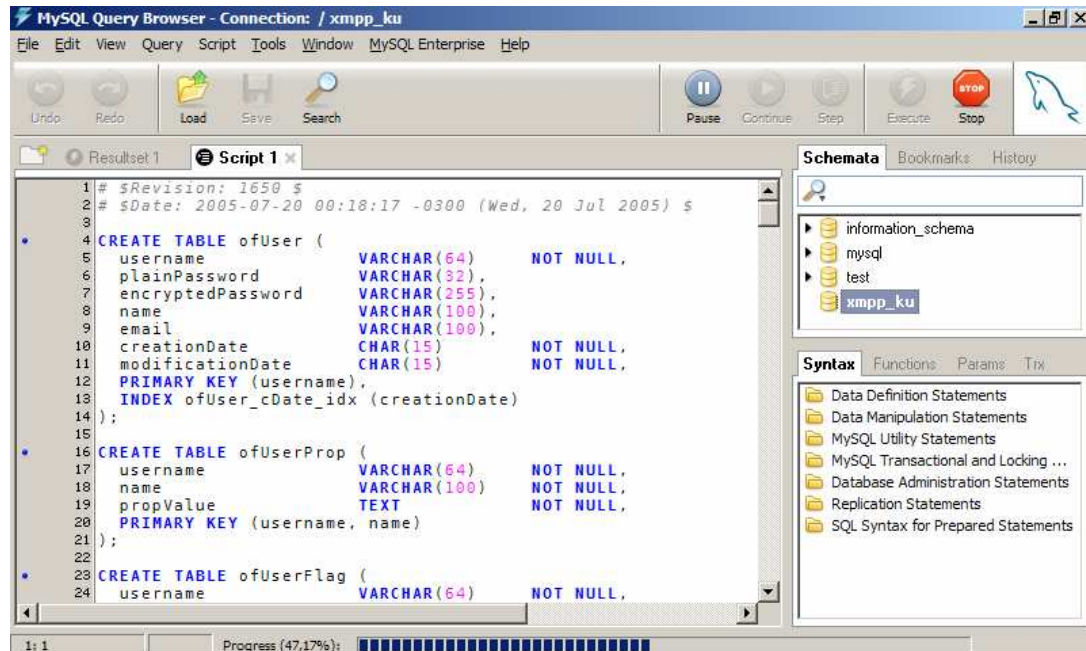 MySQL Query Browser - Connection: / xmpp_ku
File Edit View Query Script Tools Window MySQL Enterprise Help
Undo Redo Load Save Search Pause Continue Step Execute STOP Stop
Resultset 1 Script 1
Schemata Bookmarks History
1 # $Revision: 1650 $
2 # $Date: 2005-07-20 00:18:17 -0300 (Wed, 20 Jul 2005) $
3
4 CREATE TABLE ofUser (
5 username VARCHAR(64) NOT NULL,
6 plainPassword VARCHAR(32),
7 encryptedPassword VARCHAR(255),
8 name VARCHAR(100),
9 email VARCHAR(100),
10 creationDate CHAR(15) NOT NULL,
11 modificationDate CHAR(15) NOT NULL,
12 PRIMARY KEY (username),
13 INDEX ofUser_cDate_idx (creationDate)
14 );
15
16 CREATE TABLE ofUserProp (
17 username VARCHAR(64) NOT NULL,
18 name VARCHAR(100) NOT NULL,
19 propValue TEXT NOT NULL,
20 PRIMARY KEY (username, name)
21 );
22
23 CREATE TABLE ofUserFlag (
24 username VARCHAR(64) NOT NULL,
information_schema
mysql
test
xmpp_ku
Syntax Functions Params Trx
Data Definition Statements
Data Manipulation Statements
MySQL Utility Statements
MySQL Transactional and Locking ...
Database Administration Statements
Replication Statements
SQL Syntax for Prepared Statements
1: 1 Progress (47,17%):